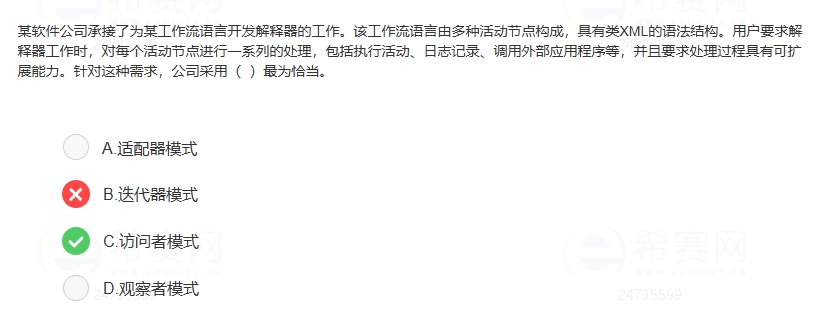 某软件公司承接了为某工作流语言开发解释器的工作。该工作流语言由多种活动节点构成，具有类XML的语法结构。用户要求解
释器工作时，对每个活动节点进行一系列的处理，包括执行活动、日志记录、调用外部应用程序等，并且要求处理过程具有可扩
展能力。针对这种需求，公司采用（ ）最为恰当。
A.适配器模式
B.迭代器模式
C.访问者模式
希赛网
D.观察者模式
24735599